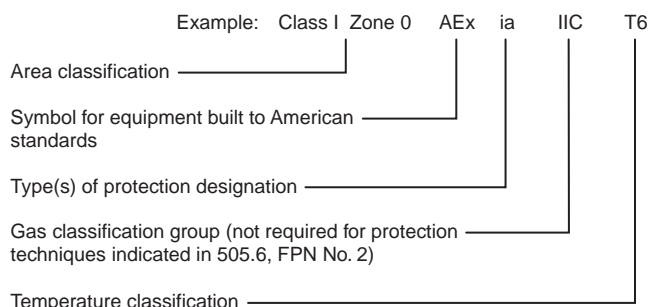 Example: Class I Zone 0 AEx ia IIC T6
Area classification
Symbol for equipment built to American
standards
Type(s) of protection designation
Gas classification group (not required for protection
techniques indicated in 505.6, FPN No. 2)
Temperature classification